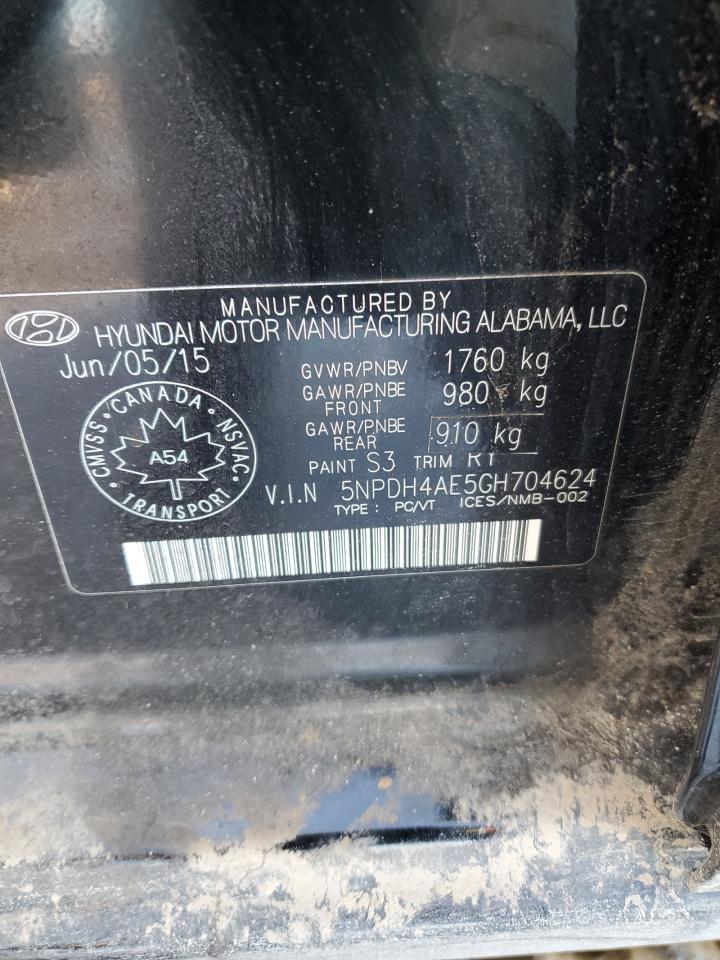 MANUFACTURED BY
HYUNDAI MOTOR MANUFACTURING ALABAMA, LLC
Jun/05/15
GVWR/PNBV 1760 kg
GAWR/PNBE FRONT 980 kg
GAWR/PNBE REAR 910 kg
PAINT S3 TRIM RY
V.I.N 5NPDH4AE5GH704624
TYPE: PC/VT ICES/NMB-002
CANADA · NSVAC · TRANSPORT · CMVSS ·
A54